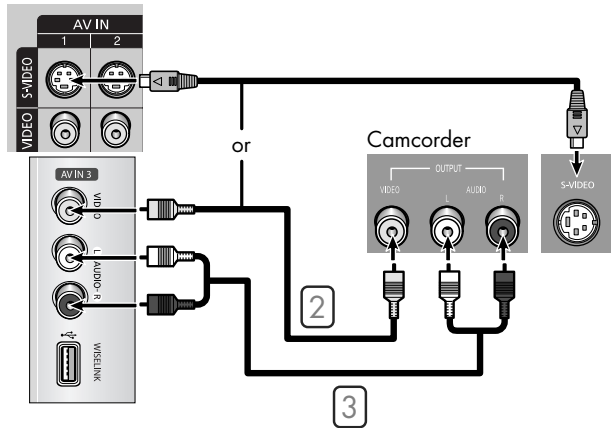 AV IN
1 2
S-VIDEO
VIDEO
or
Camcorder
OUTPUT
VIDEO
AUDIO
L R
S-VIDEO
AV IN 3
VIDEO
L-AUDIO-R
WISELINK
2
3